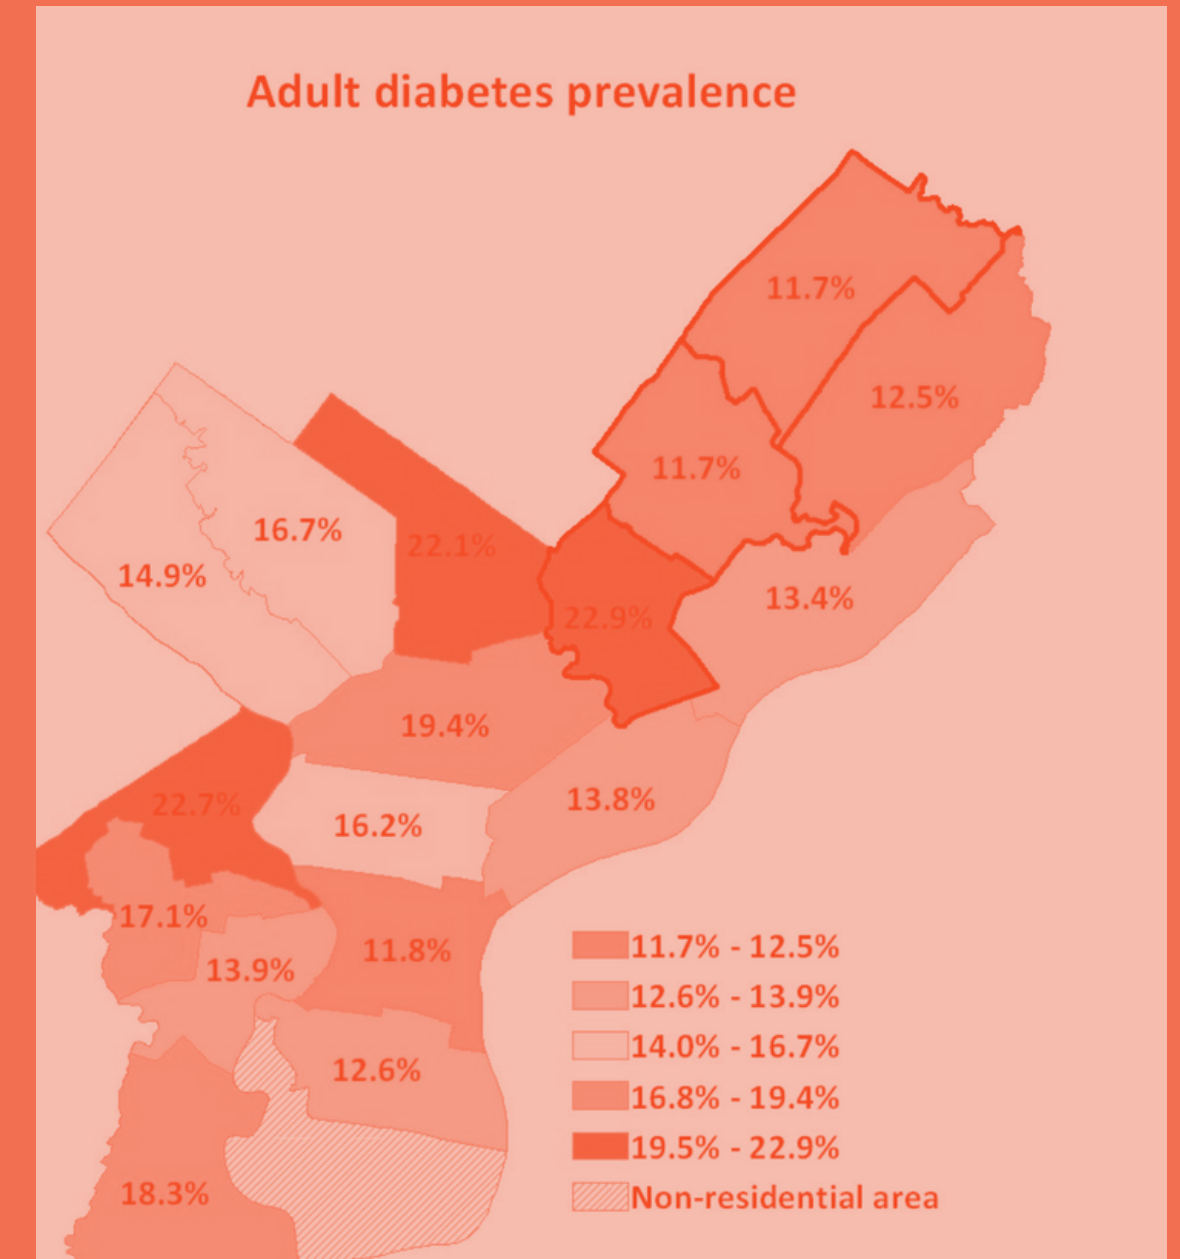 Adult diabetes prevalence
11.7%
12.5%
11.7%
16.7%
22.1%
14.9%
13.4%
22.9%
19.4%
13.8%
22.7%
16.2%
17.1%
11.8%
13.9%
12.6%
18.3%
11.7% - 12.5%
12.6% - 13.9%
14.0% - 16.7%
16.8% - 19.4%
19.5% - 22.9%
Non-residential area